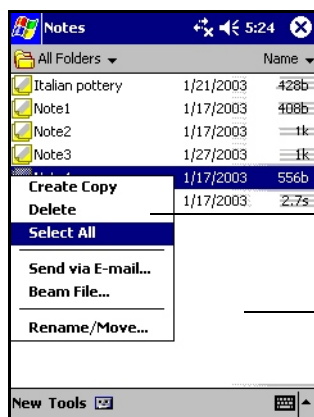 Notes 5:24
All Folders Name
Italian pottery 1/21/2003 428b
Note1 1/17/2003 408b
Note2 1/17/2003 1k
Note3 1/27/2003 1k
1/17/2003 556b
1/17/2003 2.7s
Create Copy
Delete
Select All
Send via E-mail...
Beam File...
Rename/Move...
New Tools